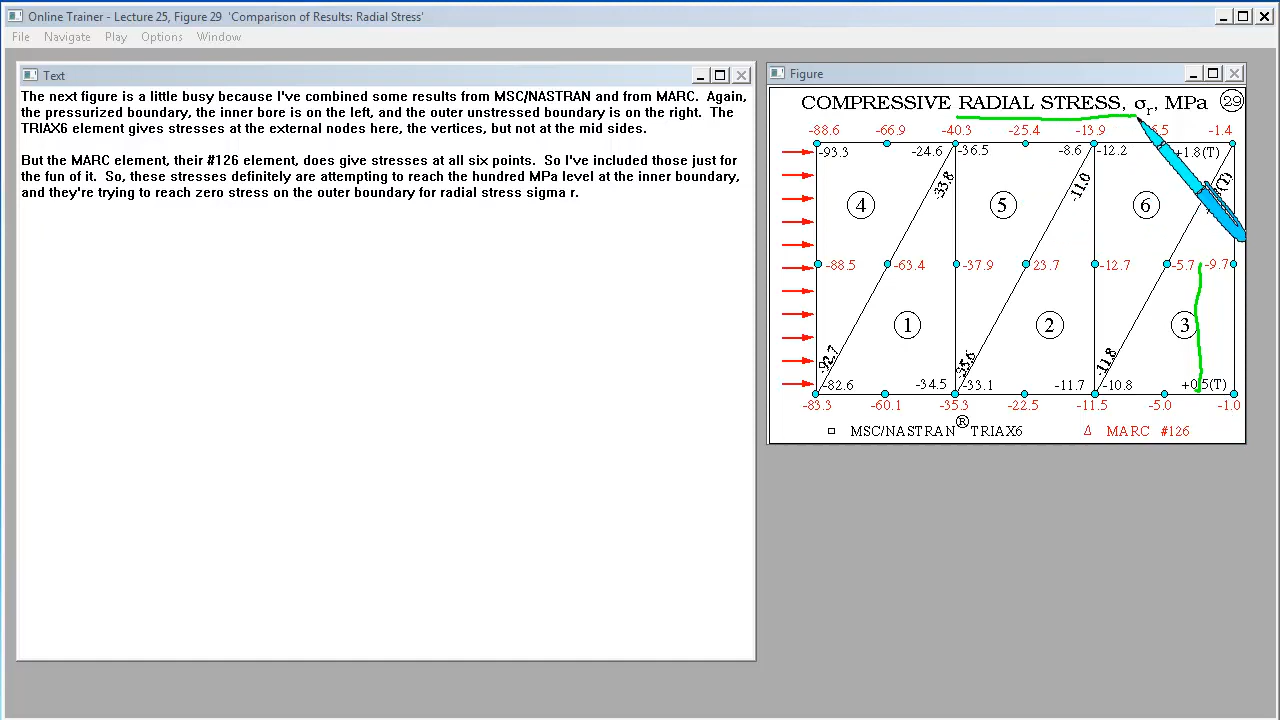 Online Trainer - Lecture 25, Figure 29 'Comparison of Results: Radial Stress'
File Navigate Play Options Window
Text
The next figure is a little busy because I've combined some results from MSC/NASTRAN and from MARC. Again,
the pressurized boundary, the inner bore is on the left, and the outer unstressed boundary is on the right. The
TRIAX6 element gives stresses at the external nodes here, the vertices, but not at the mid sides.
But the MARC element, their #126 element, does give stresses at all six points. So I've included those just for
the fun of it. So, these stresses definitely are attempting to reach the hundred MPa level at the inner boundary,
and they're trying to reach zero stress on the outer boundary for radial stress sigma r.
Figure
COMPRESSIVE RADIAL STRESS, σr, MPa 29
-88.6 -66.9 -40.3 -25.4 -13.9 -1.4
-93.3 -24.6 -36.5 -8.6 -12.2 +1.8(T)
-33.8 -11.0
4 5 6
-88.5 -63.4 -37.9 23.7 -12.7 -5.7 -9.7
1 2 3
-92.7 -35.6 -11.8
-82.6 -34.5 -33.1 -11.7 -10.8 +0.5(T)
-83.3 -60.1 -35.3 -22.5 -11.5 -5.0 -1.0
MSC/NASTRAN® TRIAX6 MARC #126